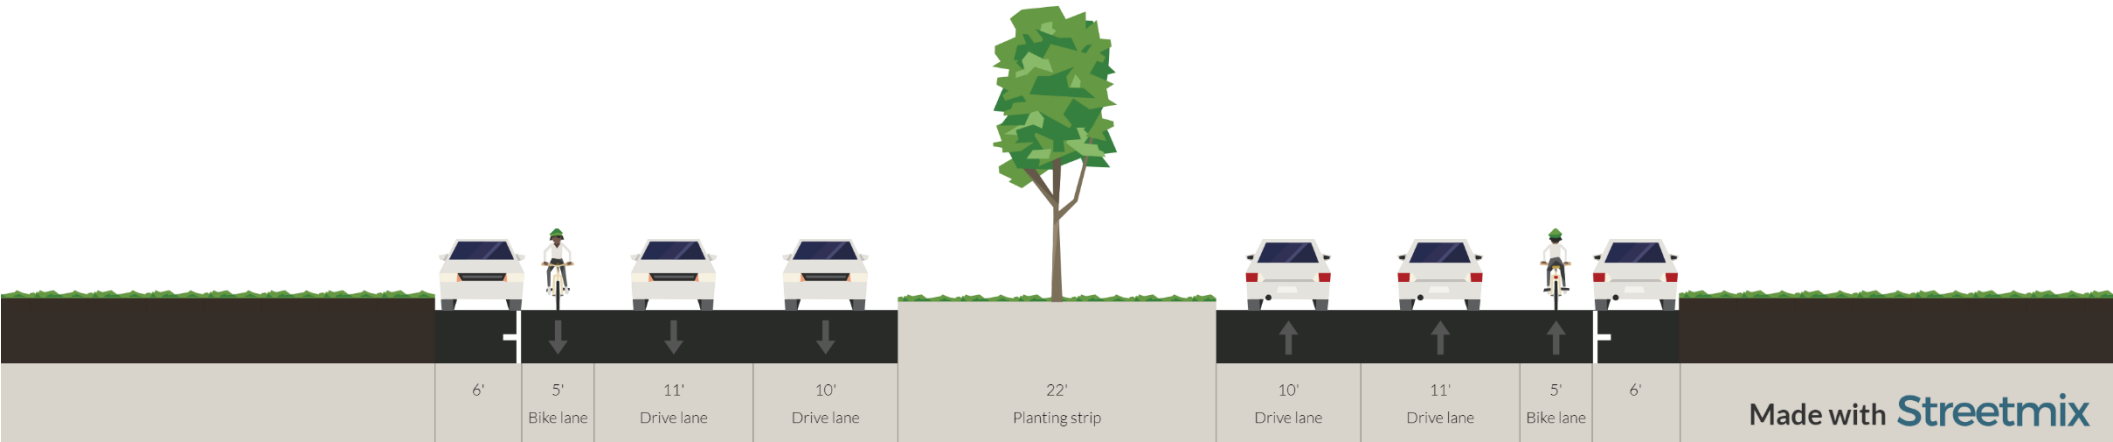 6' 5' 11' 10' 22' 10' 11' 5' 6'
Bike lane Drive lane Drive lane Planting strip Drive lane Drive lane Bike lane
Made with Streetmix